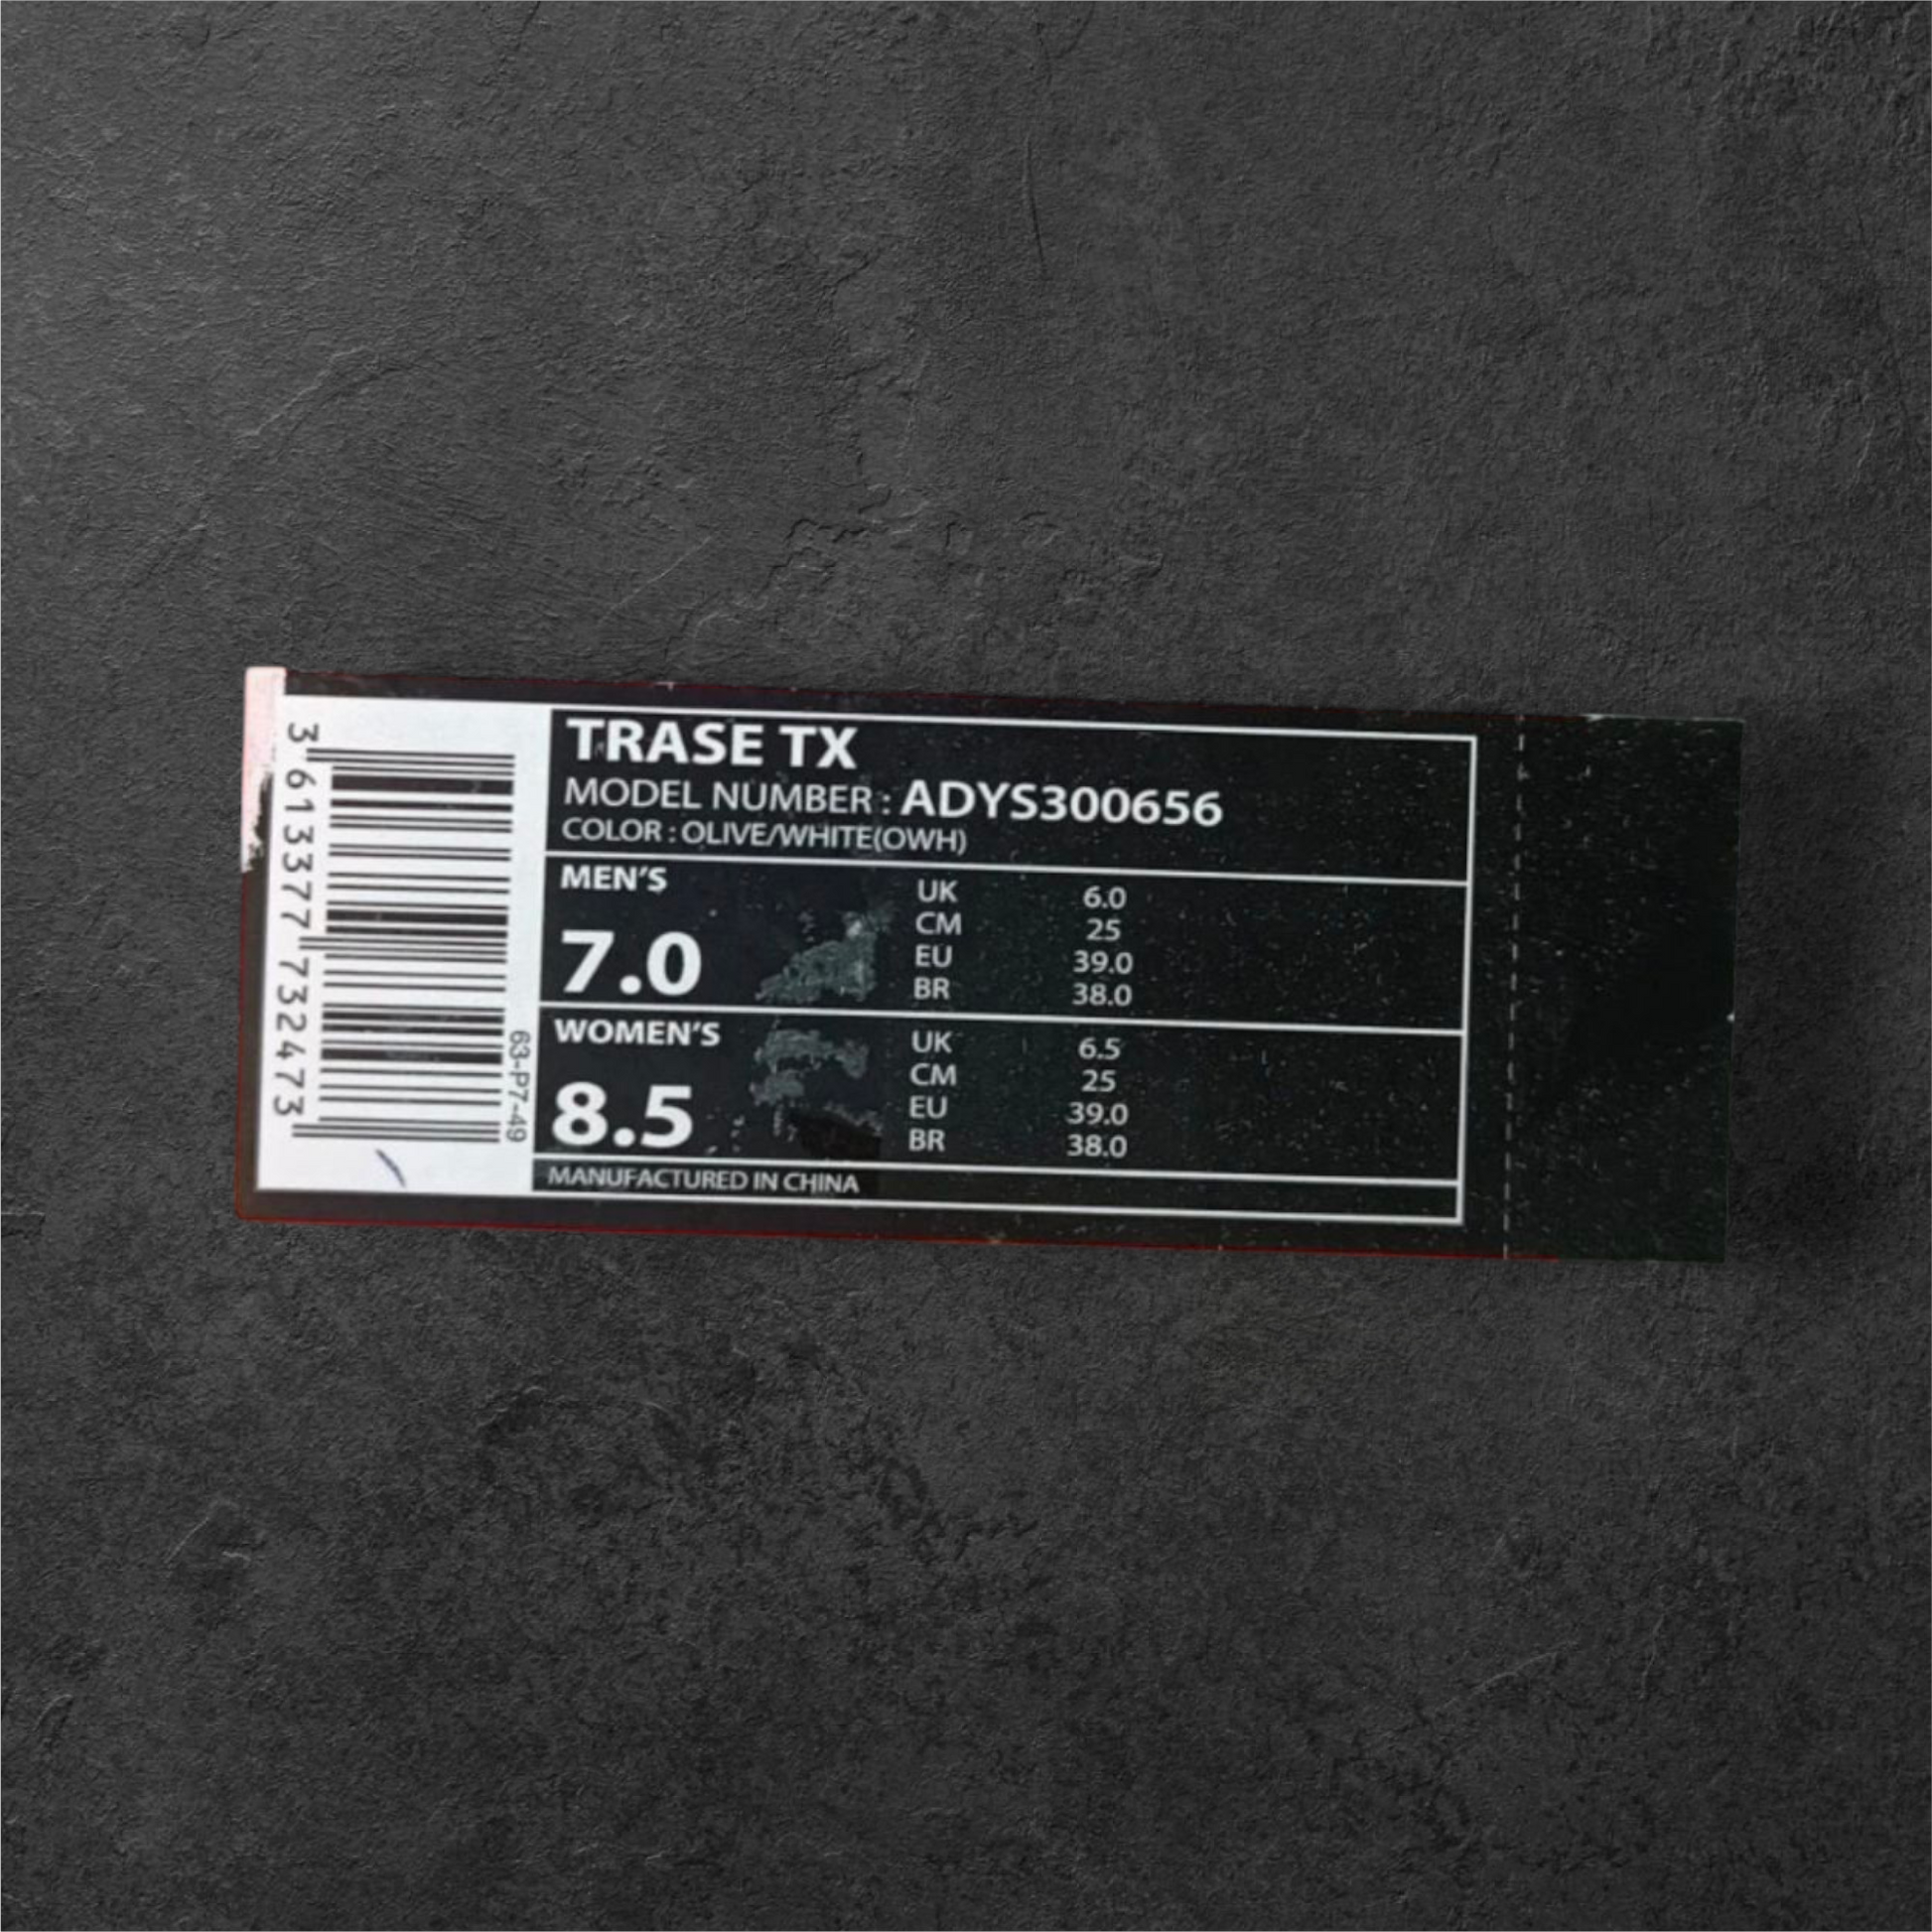 3 613377 732473
63-P7-49
TRASE TX
MODEL NUMBER : ADYS300656
COLOR : OLIVE/WHITE(OWH)
MEN'S
7.0
UK 6.0
CM 25
EU 39.0
BR 38.0
WOMEN'S
8.5
UK 6.5
CM 25
EU 39.0
BR 38.0
MANUFACTURED IN CHINA